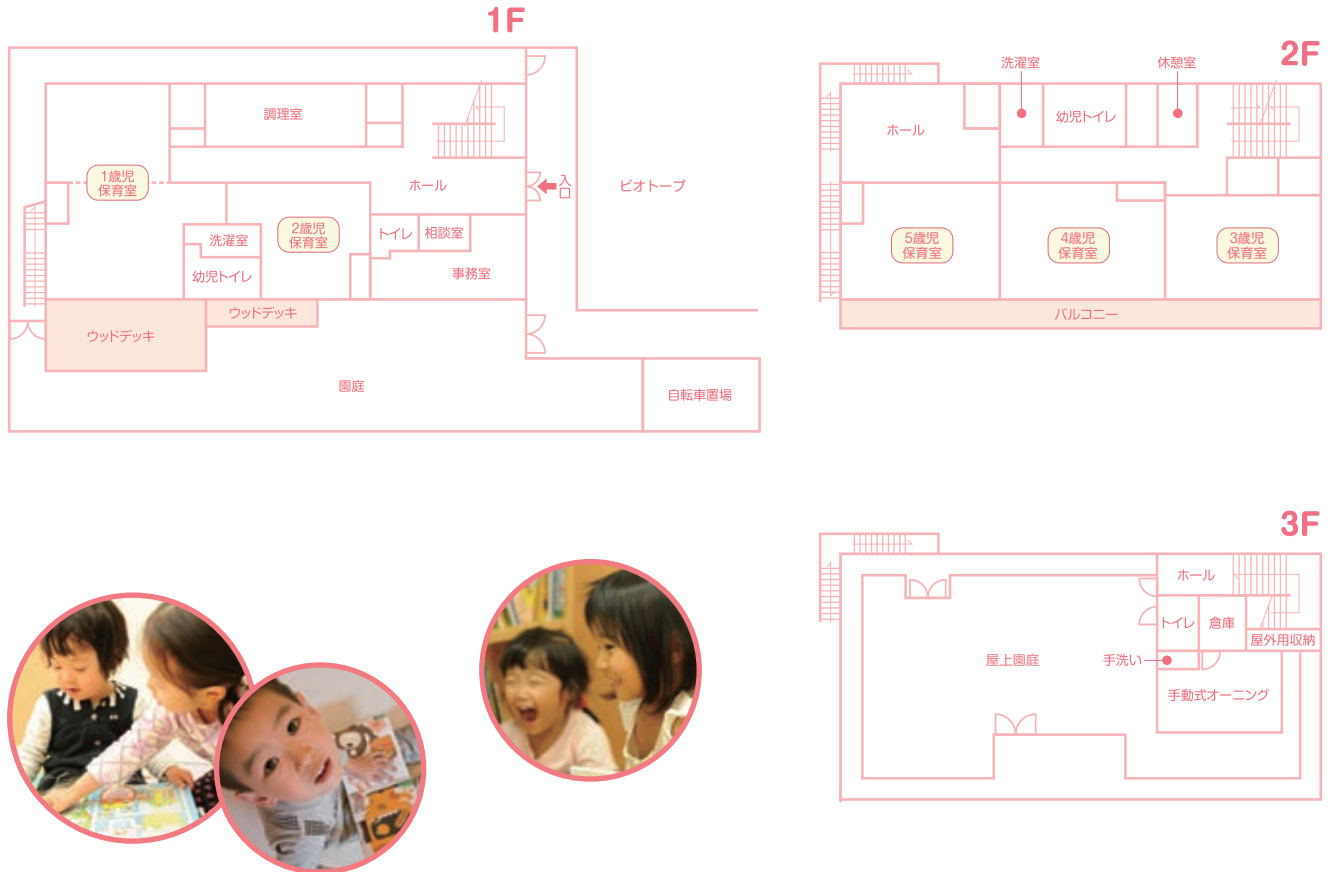 1F
調理室
1歳児
保育室
ホール
入口
ビオトープ
2歳児
保育室
洗濯室
トイレ
相談室
幼児トイレ
事務室
ウッドデッキ
ウッドデッキ
園庭
自転車置場
2F
洗濯室
休憩室
ホール
幼児トイレ
5歳児
保育室
4歳児
保育室
3歳児
保育室
バルコニー
3F
ホール
トイレ
倉庫
屋外用収納
屋上園庭
手洗い
手動式オーニング